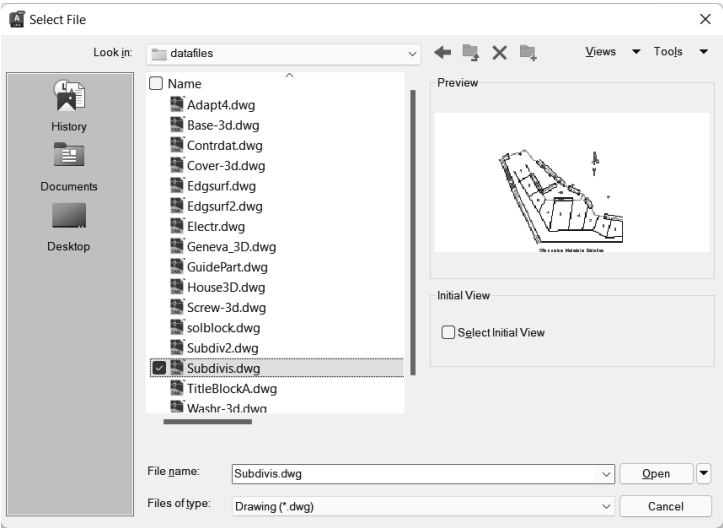 Select File
Look in:
datafiles
Views
Tools
History
Documents
Desktop
Name
Adapt4.dwg
Base-3d.dwg
Contrdat.dwg
Cover-3d.dwg
Edgsurf.dwg
Edgsurf2.dwg
Electr.dwg
Geneva_3D.dwg
GuidePart.dwg
House3D.dwg
Screw-3d.dwg
solblock.dwg
Subdiv2.dwg
Subdivis.dwg
TitleBlockA.dwg
Washr-3d.dwg
Preview
Initial View
Select Initial View
File name:
Subdivis.dwg
Open
Files of type:
Drawing (*.dwg)
Cancel